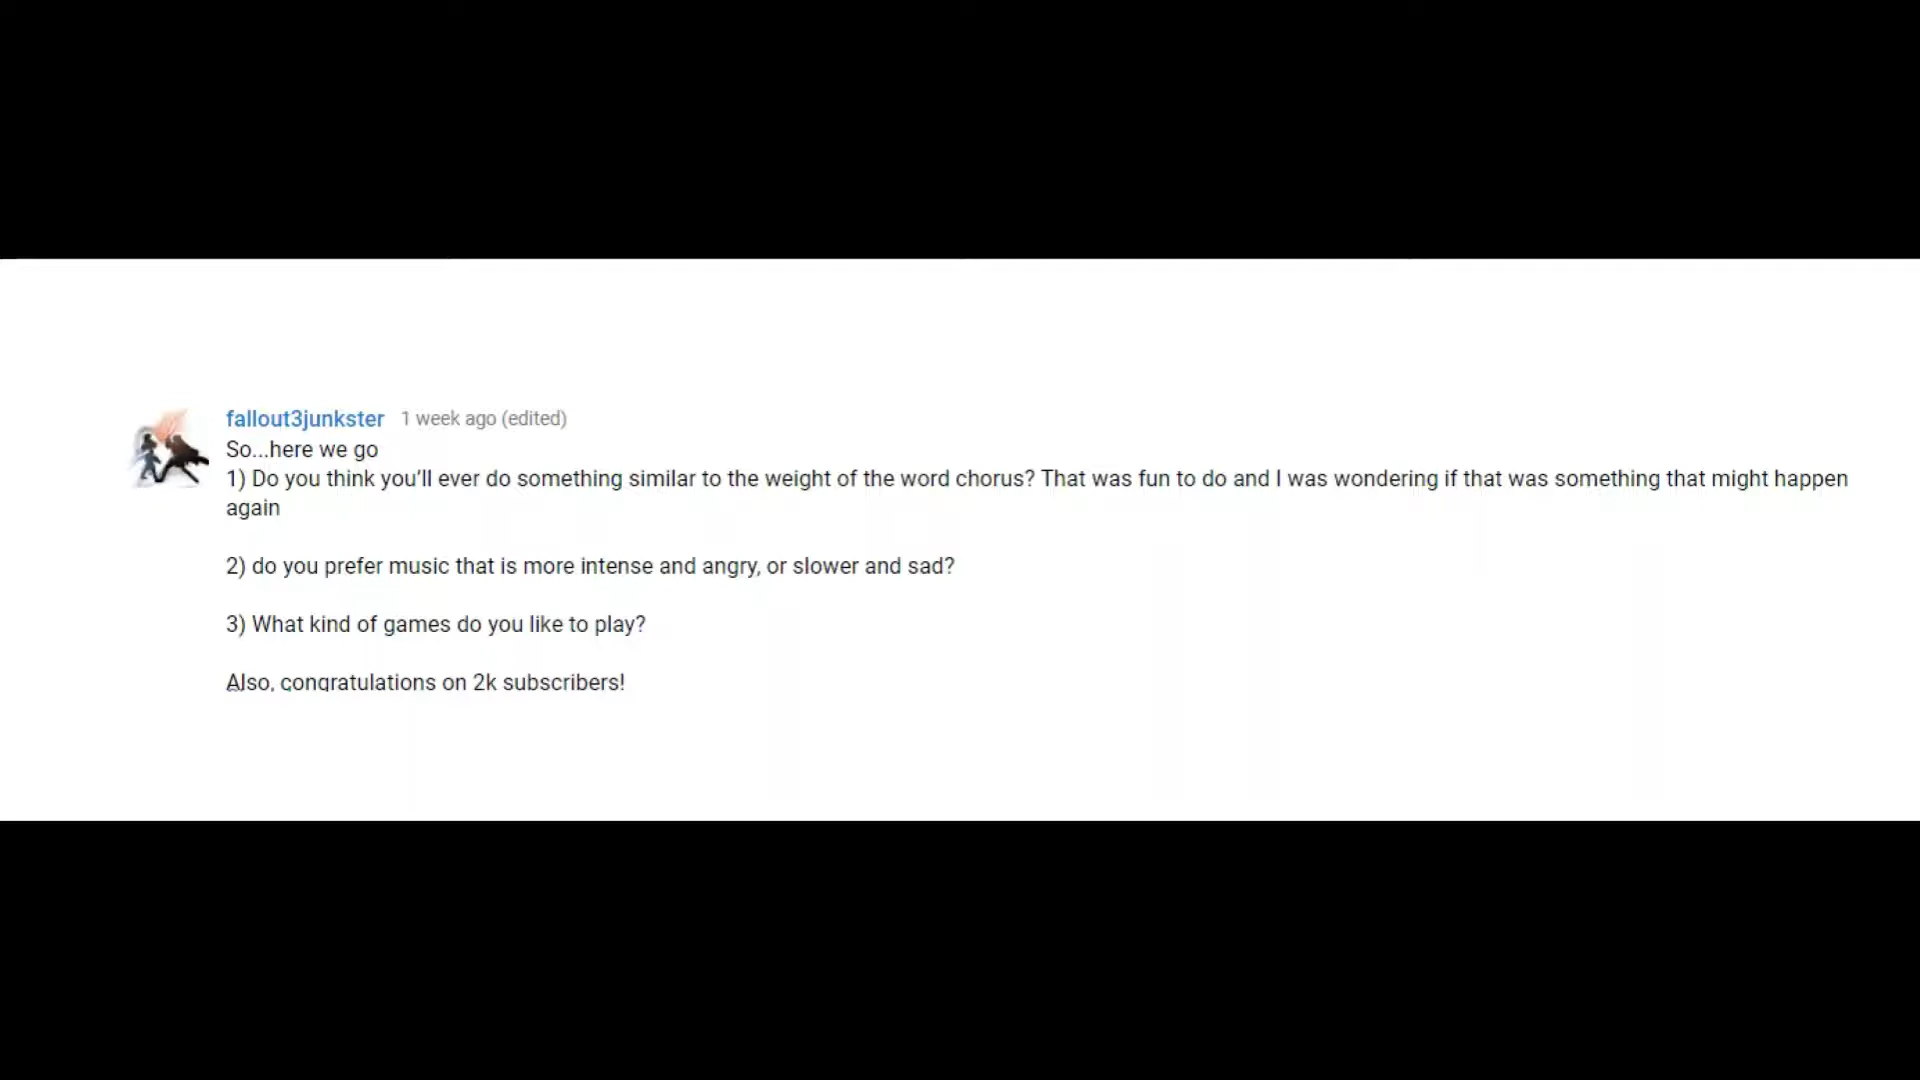 fallout3junkster 1 week ago (edited)
So...here we go
1) Do you think you'll ever do something similar to the weight of the word chorus? That was fun to do and I was wondering if that was something that might happen
again
2) do you prefer music that is more intense and angry, or slower and sad?
3) What kind of games do you like to play?
Also, congratulations on 2k subscribers!